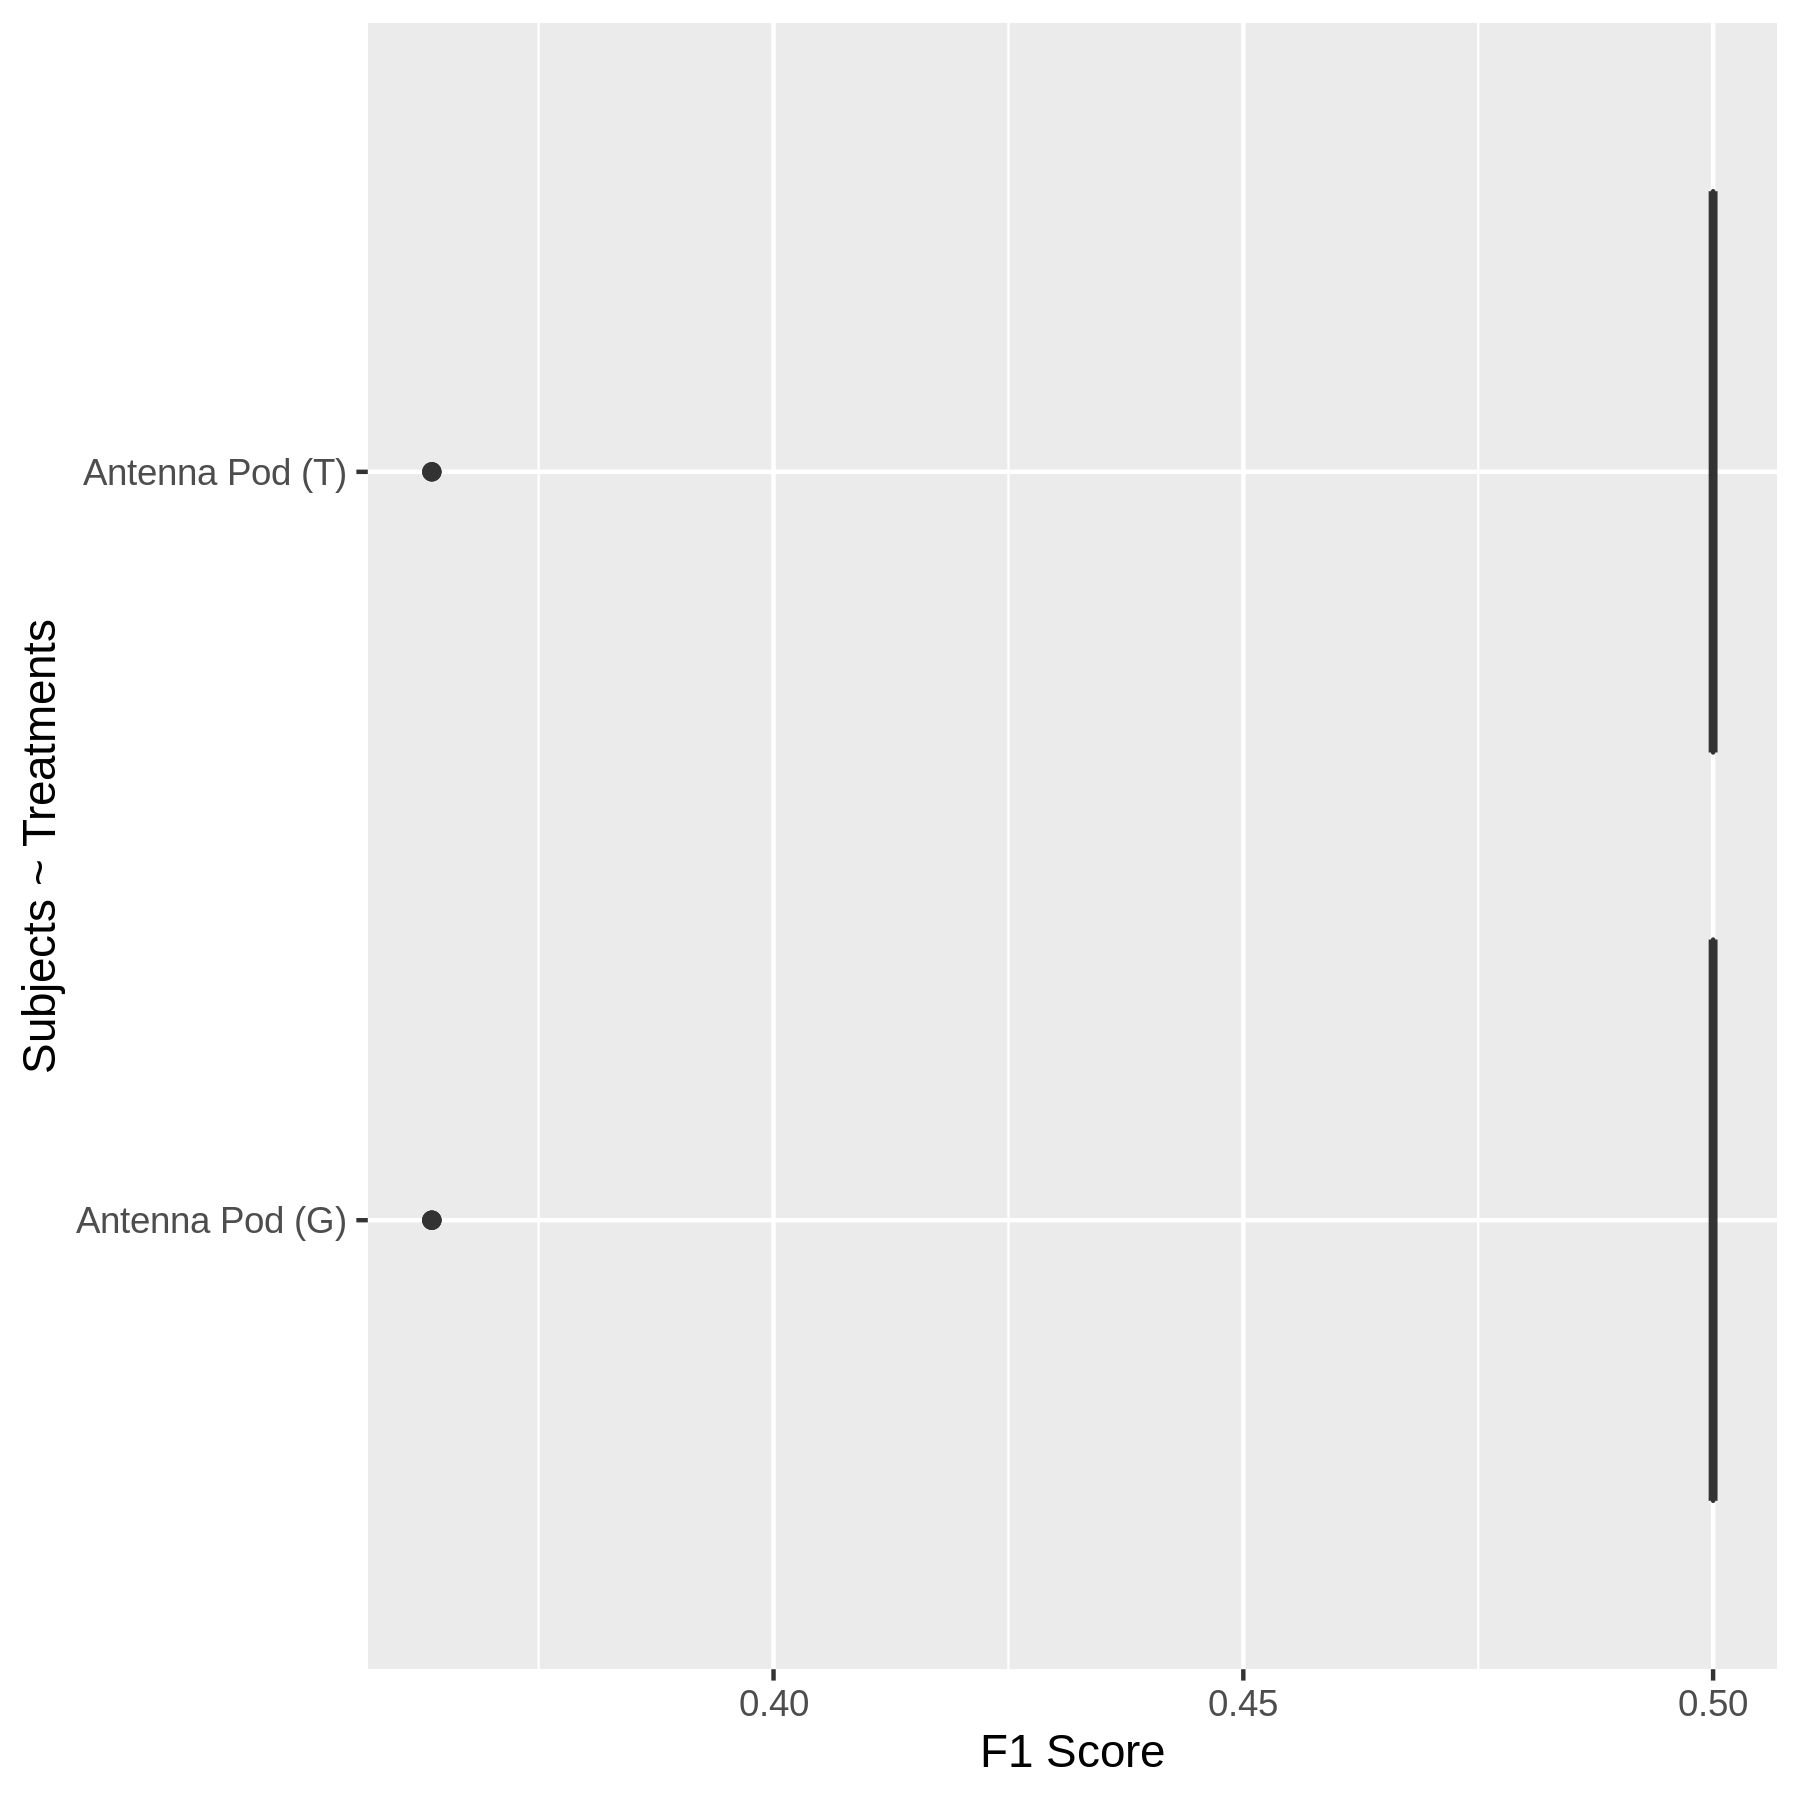 Subjects ~ Treatments
Antenna Pod (T)
Antenna Pod (G)
0.40
0.45
0.50
F1 Score